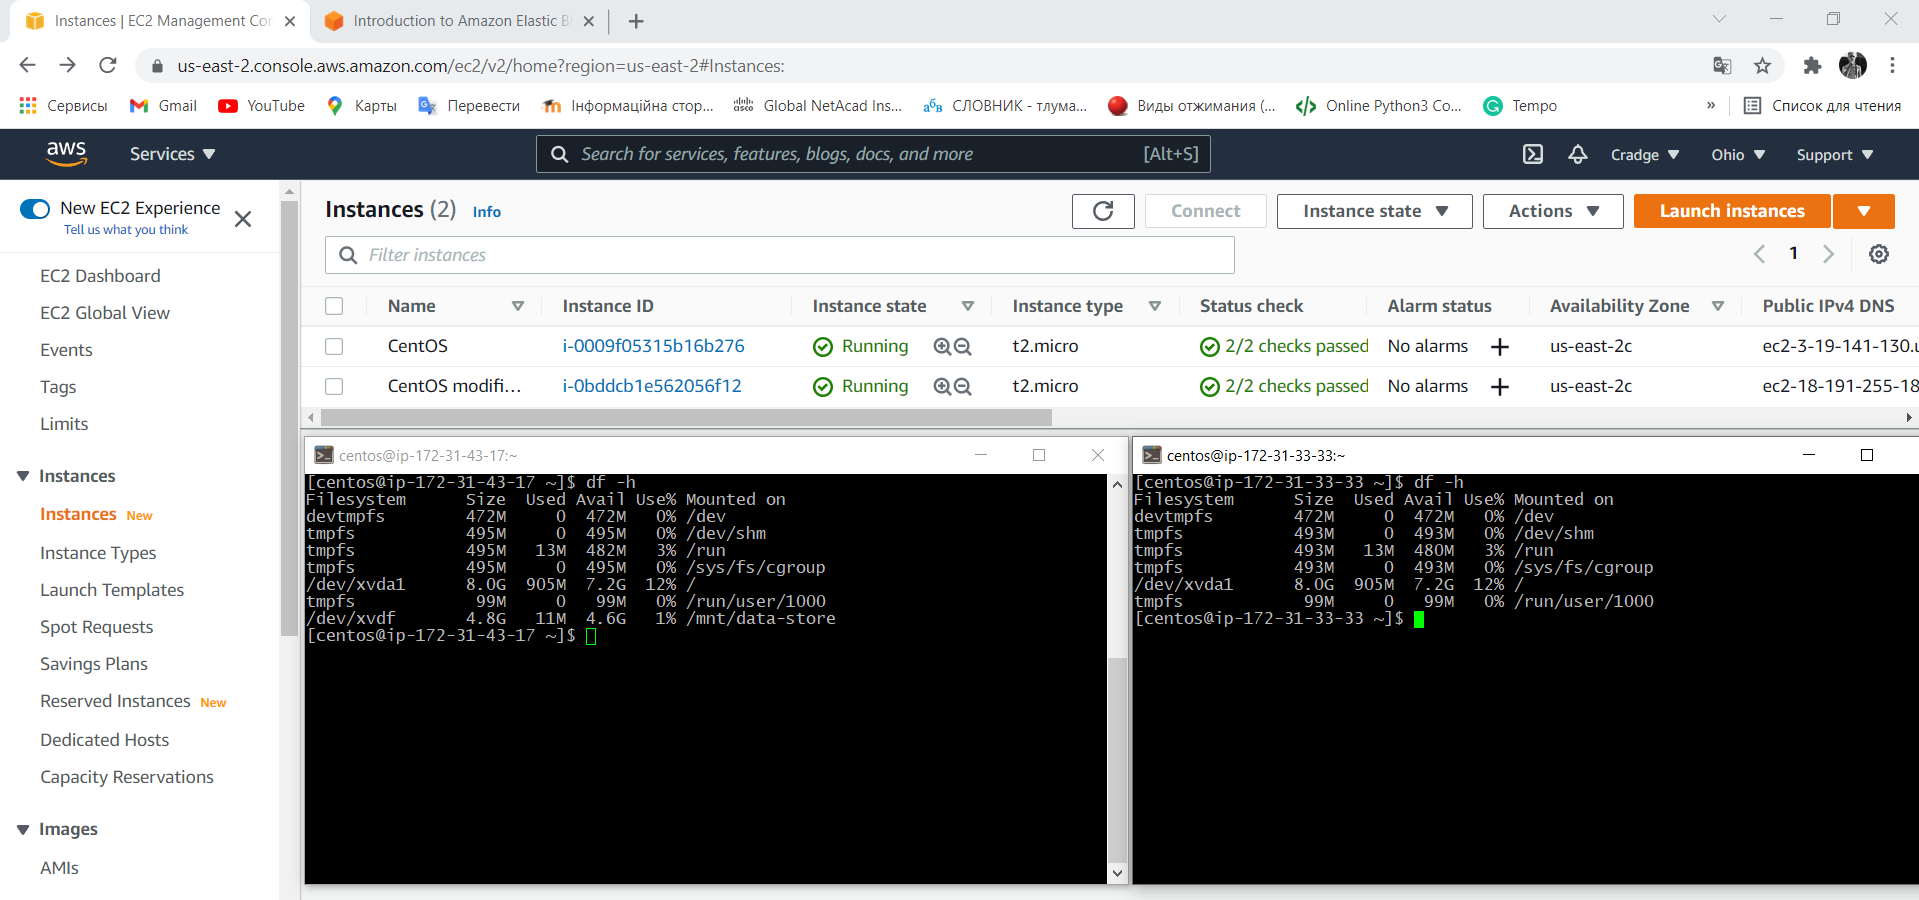 Instances | EC2 Management Con
Introduction to Amazon Elastic B
us-east-2.console.aws.amazon.com/ec2/v2/home?region=us-east-2#Instances:
Сервисы Gmail YouTube Карты Перевести Інформаційна стор... Global NetAcad Ins... СЛОВНИК - тлума... Виды отжимания (... Online Python3 Co... Tempo » Список для чтения
aws Services Search for services, features, blogs, docs, and more [Alt+S] Cradge Ohio Support
New EC2 Experience
Tell us what you think
EC2 Dashboard
EC2 Global View
Events
Tags
Limits
Instances
Instances New
Instance Types
Launch Templates
Spot Requests
Savings Plans
Reserved Instances New
Dedicated Hosts
Capacity Reservations
Images
AMIs
Instances (2) Info Connect Instance state Actions Launch instances
Filter instances 1
Name Instance ID Instance state Instance type Status check Alarm status Availability Zone Public IPv4 DNS
CentOS i-0009f05315b16b276 Running t2.micro 2/2 checks passed No alarms us-east-2c ec2-3-19-141-130.u
CentOS modifi... i-0bddcb1e562056f12 Running t2.micro 2/2 checks passed No alarms us-east-2c ec2-18-191-255-18
centos@ip-172-31-43-17:~
[centos@ip-172-31-43-17 ~]$ df -h
Filesystem Size Used Avail Use% Mounted on
devtmpfs 472M 0 472M 0% /dev
tmpfs 495M 0 495M 0% /dev/shm
tmpfs 495M 13M 482M 3% /run
tmpfs 495M 0 495M 0% /sys/fs/cgroup
/dev/xvda1 8.0G 905M 7.2G 12% /
tmpfs 99M 0 99M 0% /run/user/1000
/dev/xvdf 4.8G 11M 4.6G 1% /mnt/data-store
[centos@ip-172-31-43-17 ~]$
centos@ip-172-31-33-33:~
[centos@ip-172-31-33-33 ~]$ df -h
Filesystem Size Used Avail Use% Mounted on
devtmpfs 472M 0 472M 0% /dev
tmpfs 493M 0 493M 0% /dev/shm
tmpfs 493M 13M 480M 3% /run
tmpfs 493M 0 493M 0% /sys/fs/cgroup
/dev/xvda1 8.0G 905M 7.2G 12% /
tmpfs 99M 0 99M 0% /run/user/1000
[centos@ip-172-31-33-33 ~]$